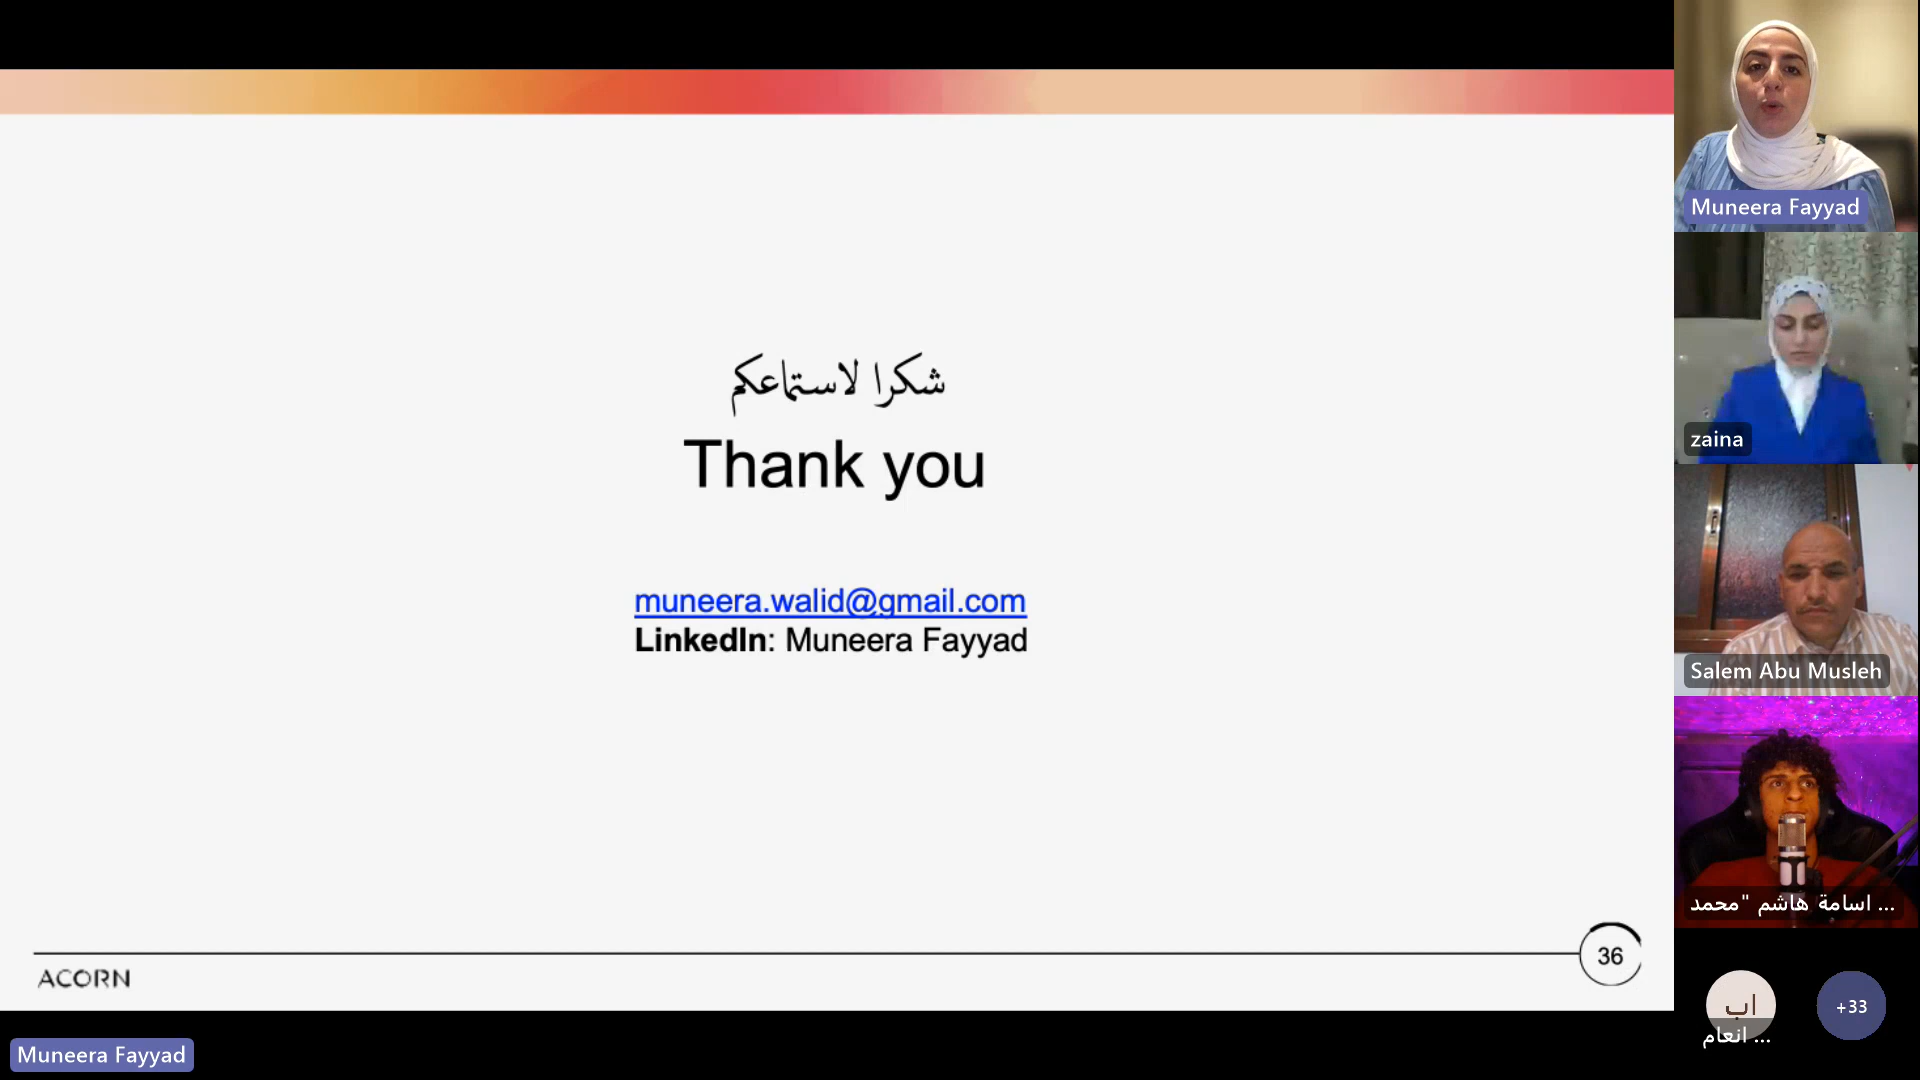 شكرا لاستماعكم
Thank you
muneera.walid@gmail.com
LinkedIn: Muneera Fayyad
ACORN
36
Muneera Fayyad
Muneera Fayyad
zaina
Salem Abu Musleh
اسامة هاشم "محمد ...
اب
انعام ...
+33